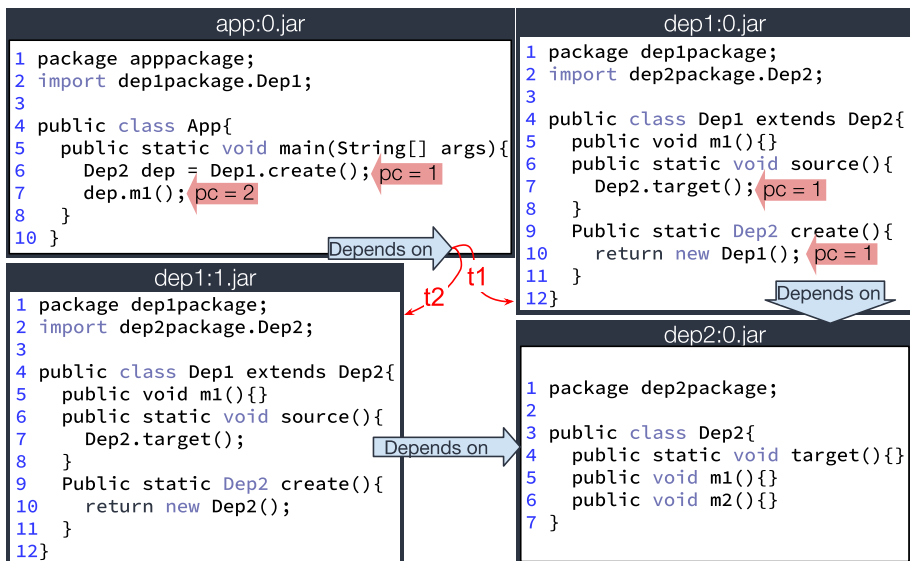 app:0.jar
1 package apppackage;
2 import dep1package.Dep1;
3
4 public class App{
5 public static void main(String[] args){
6 Dep2 dep = Dep1.create(); pc = 1
7 dep.m1(); pc = 2
8 }
10 }
Depends on
t1
t2
dep1:0.jar
1 package dep1package;
2 import dep2package.Dep2;
3
4 public class Dep1 extends Dep2{
5 public void m1(){}
6 public static void source(){
7 Dep2.target(); pc = 1
8 }
9 Public static Dep2 create(){
10 return new Dep1(); pc = 1
11 }
12}
Depends on
dep1:1.jar
1 package dep1package;
2 import dep2package.Dep2;
3
4 public class Dep1 extends Dep2{
5 public void m1(){}
6 public static void source(){
7 Dep2.target();
8 }
9 Public static Dep2 create(){
10 return new Dep2();
11 }
12}
Depends on
dep2:0.jar
1 package dep2package;
2
3 public class Dep2{
4 public static void target(){}
5 public void m1(){}
6 public void m2(){}
7 }